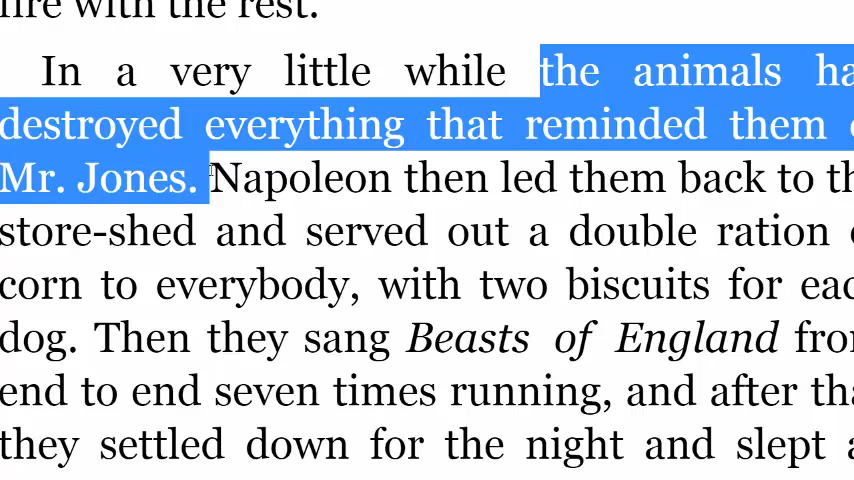 fire with the rest.
In a very little while the animals ha
destroyed everything that reminded them
Mr. Jones. Napoleon then led them back to th
store-shed and served out a double ration
corn to everybody, with two biscuits for eac
dog. Then they sang Beasts of England fro
end to end seven times running, and after tha
they settled down for the night and slept a